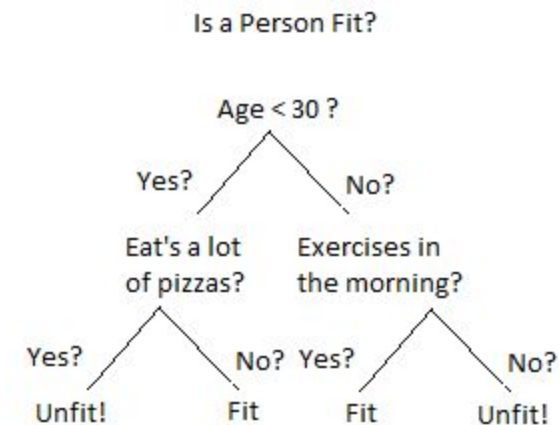 Is a Person Fit?
Age < 30 ?
Yes?
No?
Eat's a lot
of pizzas?
Exercises in
the morning?
Yes?
No?
Yes?
No?
Unfit!
Fit
Fit
Unfit!